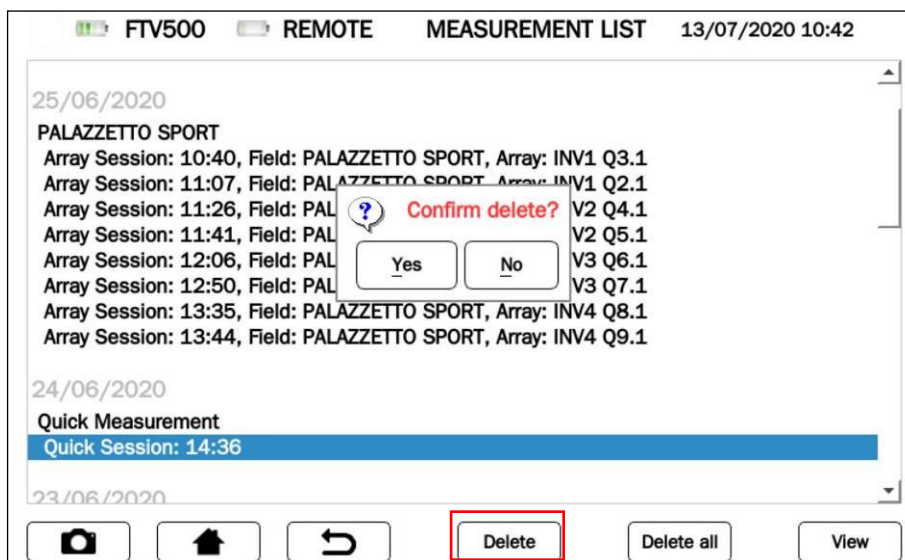 FTV500 REMOTE MEASUREMENT LIST 13/07/2020 10:42
25/06/2020
PALAZZETTO SPORT
Array Session: 10:40, Field: PALAZZETTO SPORT, Array: INV1 Q3.1
Array Session: 11:07, Field: PALAZZETTO SPORT, Array: INV1 Q2.1
Array Session: 11:26, Field: PAL V2 Q4.1
Array Session: 11:41, Field: PAL V2 Q5.1
Array Session: 12:06, Field: PAL V3 Q6.1
Array Session: 12:50, Field: PAL V3 Q7.1
Array Session: 13:35, Field: PALAZZETTO SPORT, Array: INV4 Q8.1
Array Session: 13:44, Field: PALAZZETTO SPORT, Array: INV4 Q9.1
Confirm delete?
Yes No
24/06/2020
Quick Measurement
Quick Session: 14:36
23/06/2020
Delete Delete all View